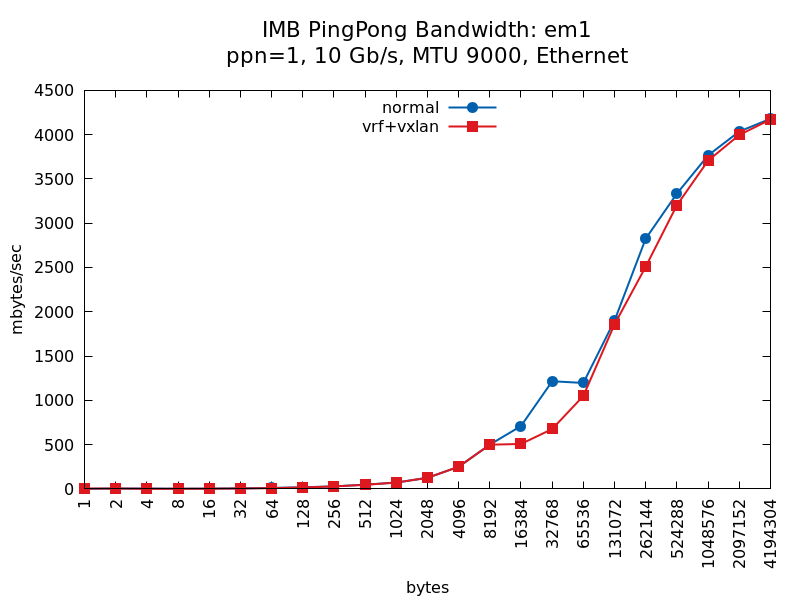 IMB PingPong Bandwidth: em1
ppn=1, 10 Gb/s, MTU 9000, Ethernet
normal
vrf+vxlan
4500
4000
3500
3000
2500
2000
1500
1000
500
0
mbytes/sec
1 2 4 8 16 32 64 128 256 512 1024 2048 4096 8192 16384 32768 65536 131072 262144 524288 1048576 2097152 4194304
bytes